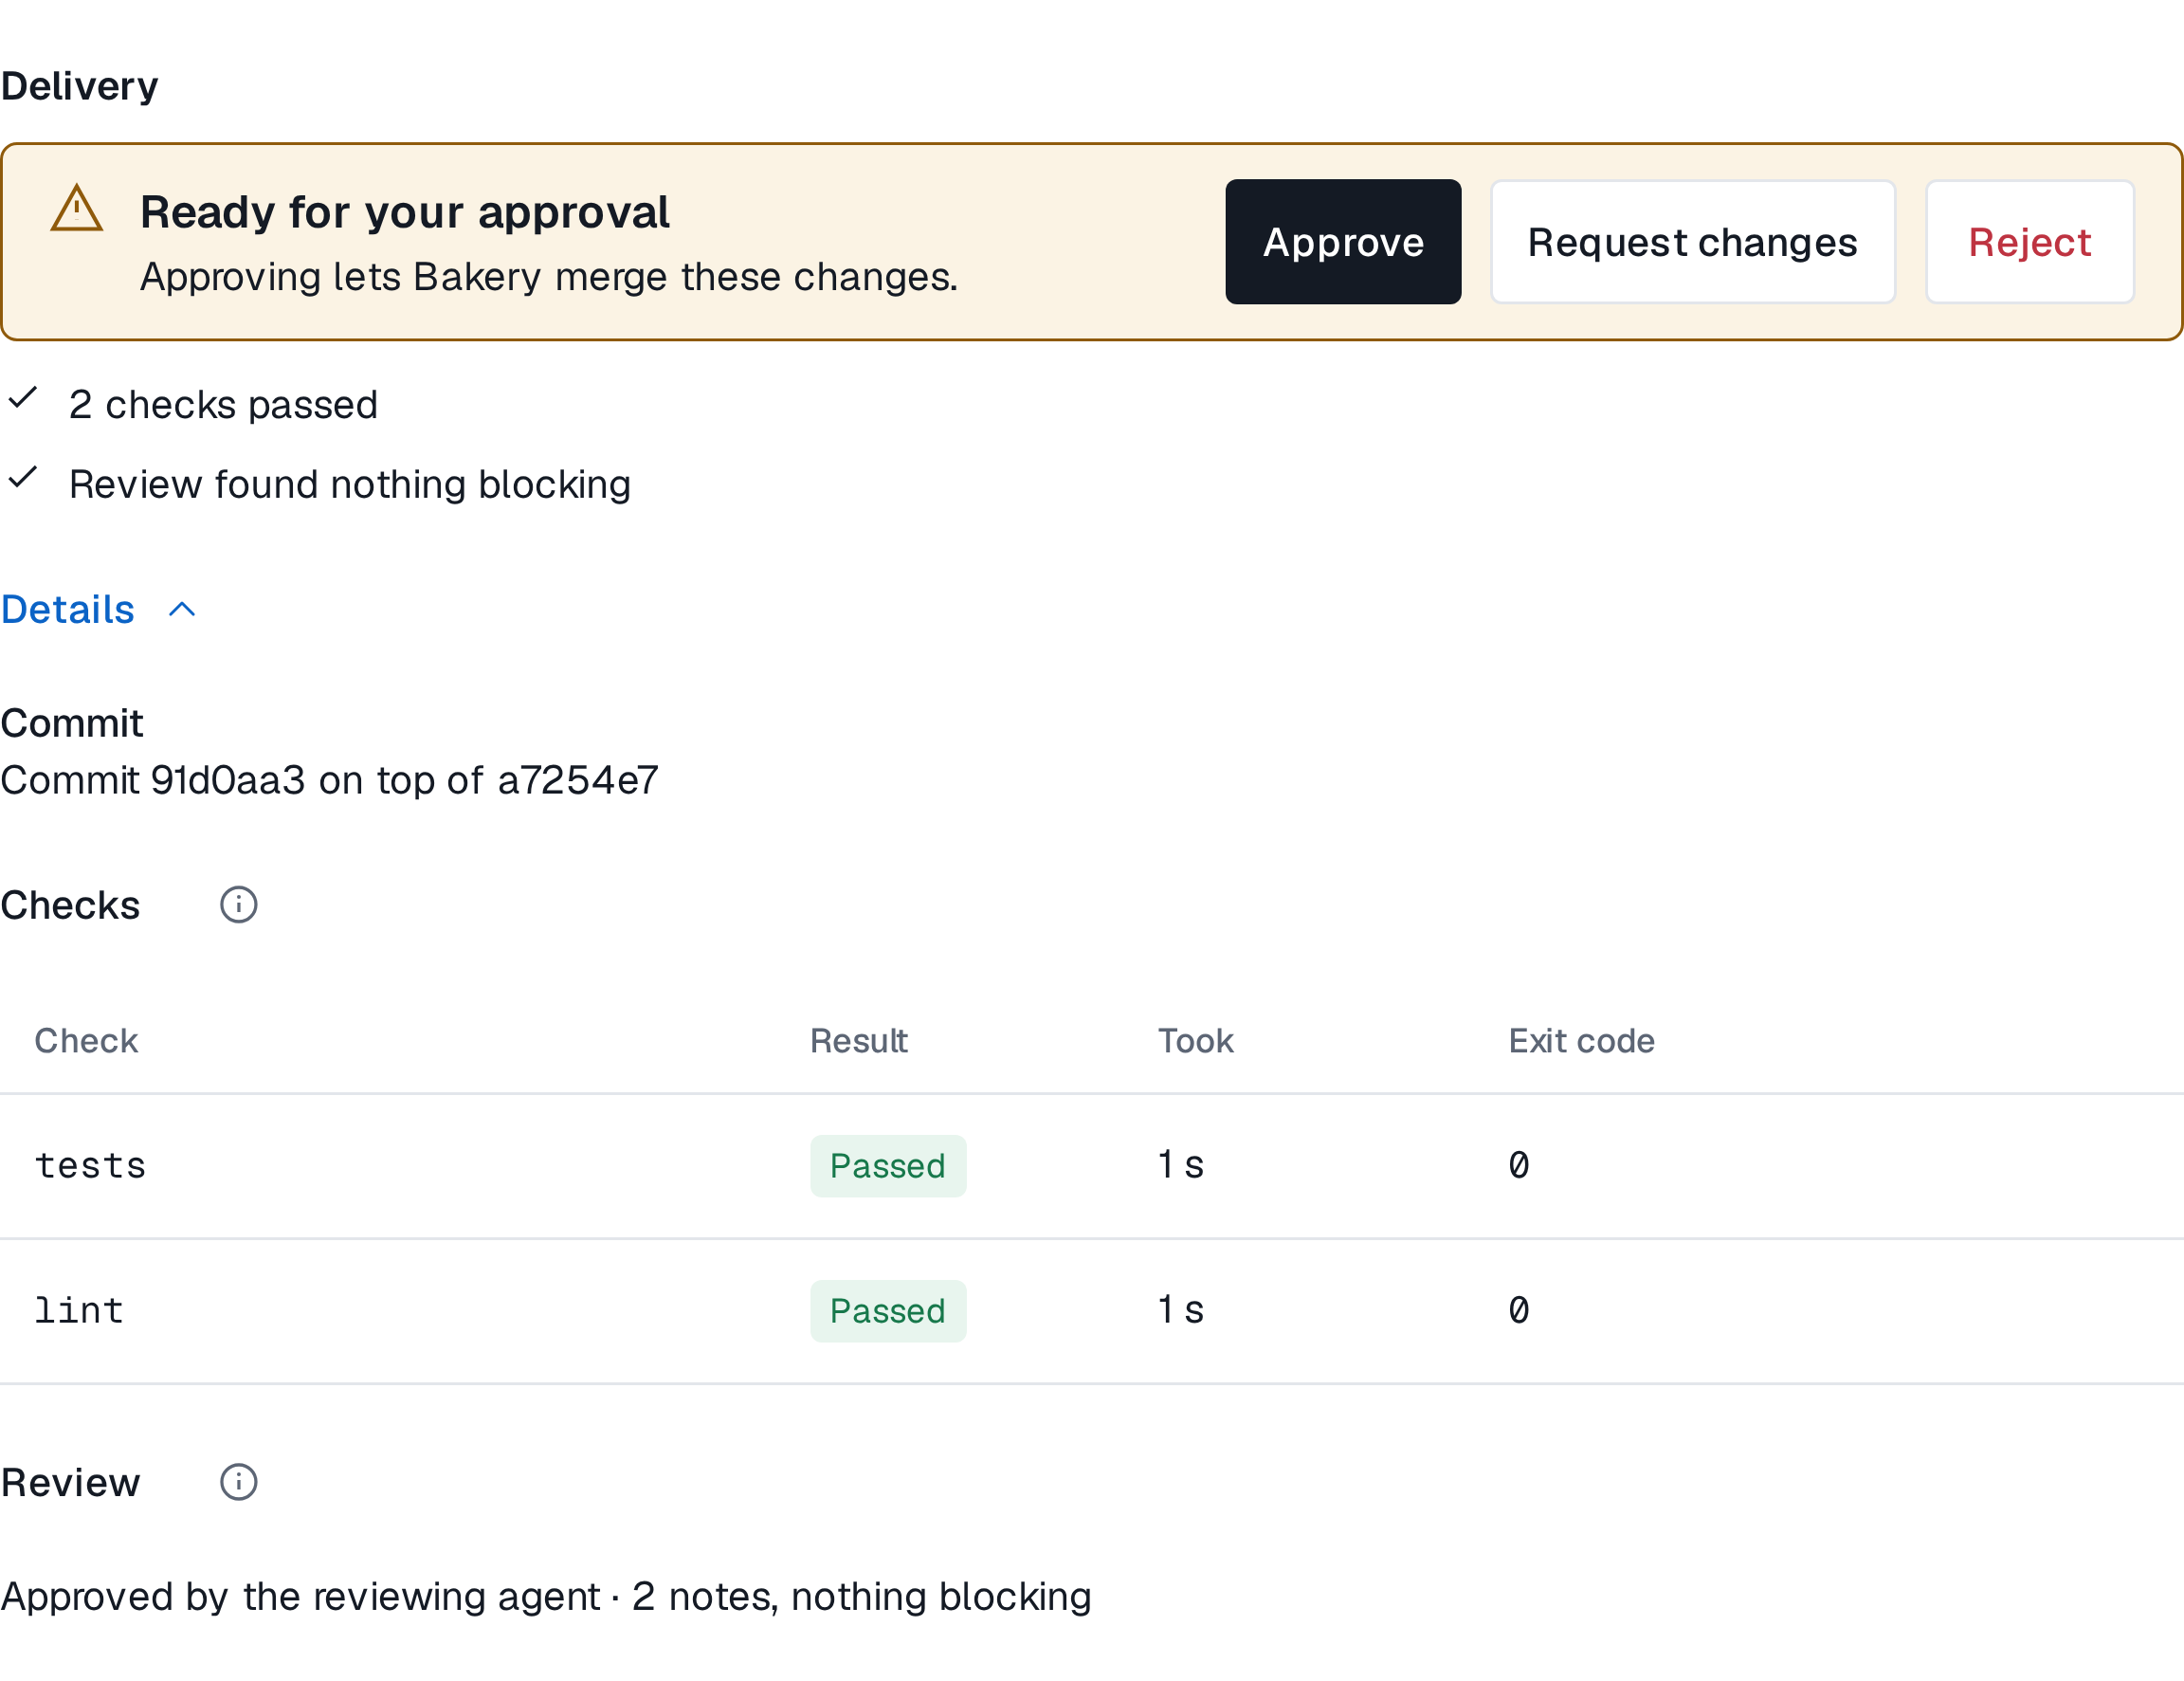 Delivery
Ready for your approval
Approving lets Bakery merge these changes.
Approve
Request changes
Reject
2 checks passed
Review found nothing blocking
Details
Commit
Commit 91d0aa3 on top of a7254e7
Checks
Check Result Took Exit code
tests Passed 1 s 0
lint Passed 1 s 0
Review
Approved by the reviewing agent · 2 notes, nothing blocking